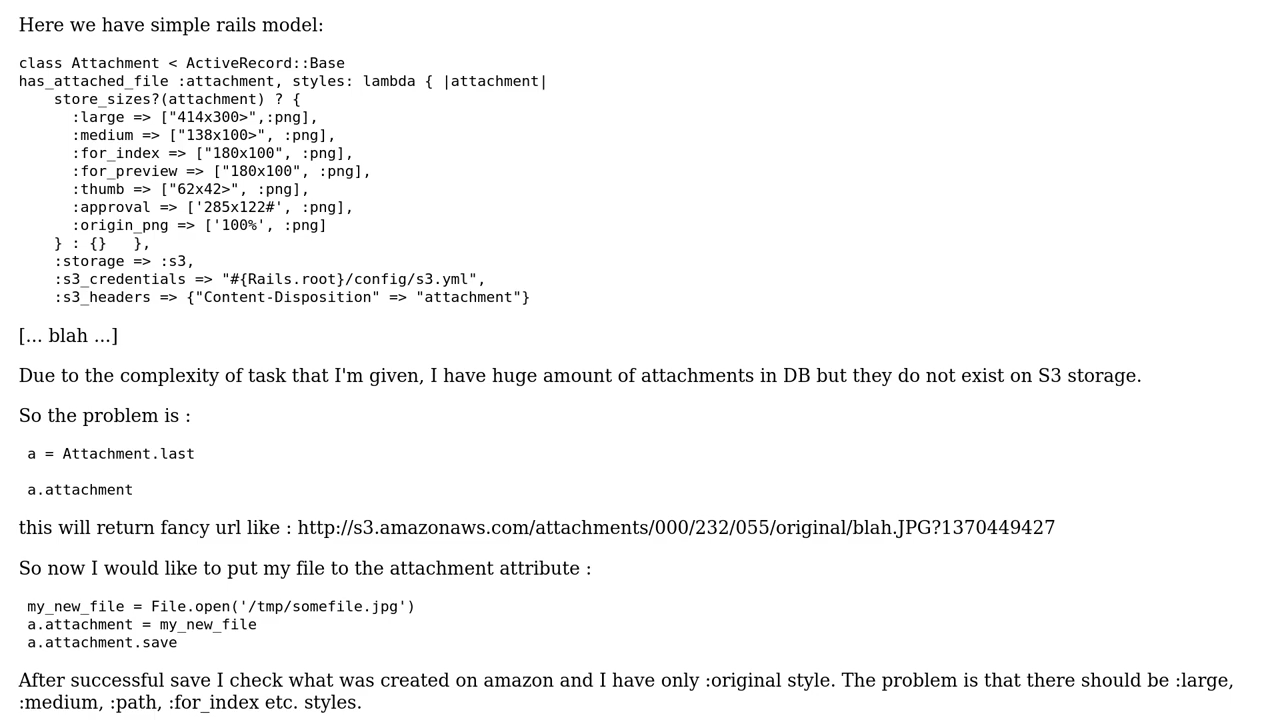 Here we have simple rails model:
class Attachment < ActiveRecord::Base
has_attached_file :attachment, styles: lambda { |attachment|
    store_sizes?(attachment) ? {
      :large => ["414x300>",:png],
      :medium => ["138x100>", :png],
      :for_index => ["180x100", :png],
      :for_preview => ["180x100", :png],
      :thumb => ["62x42>", :png],
      :approval => ['285x122#', :png],
      :origin_png => ['100%', :png]
    } : {}   },
    :storage => :s3,
    :s3_credentials => "#{Rails.root}/config/s3.yml",
    :s3_headers => {"Content-Disposition" => "attachment"}
[... blah ...]
Due to the complexity of task that I'm given, I have huge amount of attachments in DB but they do not exist on S3 storage.
So the problem is :
 a = Attachment.last
 a.attachment
this will return fancy url like : http://s3.amazonaws.com/attachments/000/232/055/original/blah.JPG?1370449427
So now I would like to put my file to the attachment attribute :
 my_new_file = File.open('/tmp/somefile.jpg')
 a.attachment = my_new_file
 a.attachment.save
After successful save I check what was created on amazon and I have only :original style. The problem is that there should be :large,
:medium, :path, :for_index etc. styles.